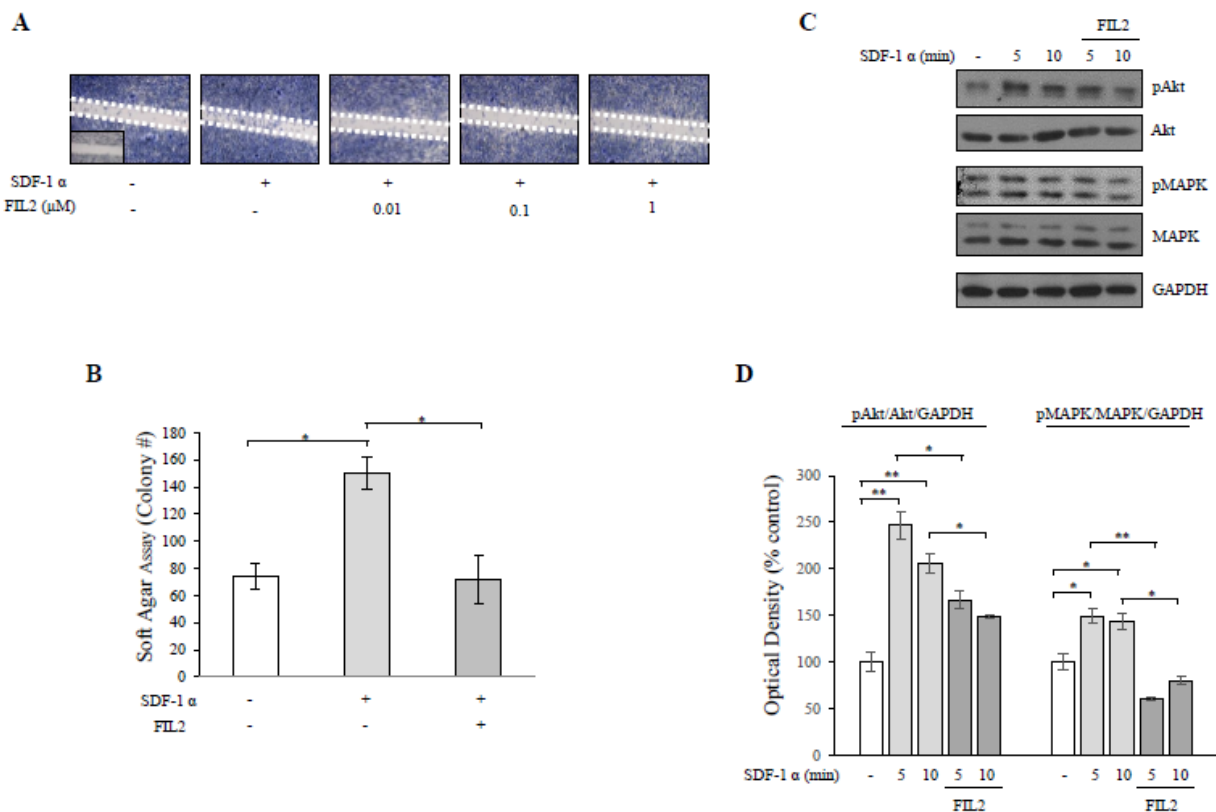 A
SDF-1 α - + + + +
FIL2 (μM) - - 0.01 0.1 1
B
Soft Agar Assay (Colony #)
180
160
140
120
100
80
60
40
20
0
* *
SDF-1 α - + +
FIL2 - - +
C
FIL2
SDF-1 α (min) - 5 10 5 10
pAkt
Akt
pMAPK
MAPK
GAPDH
D
pAkt/Akt/GAPDH pMAPK/MAPK/GAPDH
Optical Density (% control)
300
250
200
150
100
50
0
*
**
**
*
**
*
*
*
SDF-1 α (min) - 5 10 5 10 - 5 10 5 10
FIL2 FIL2